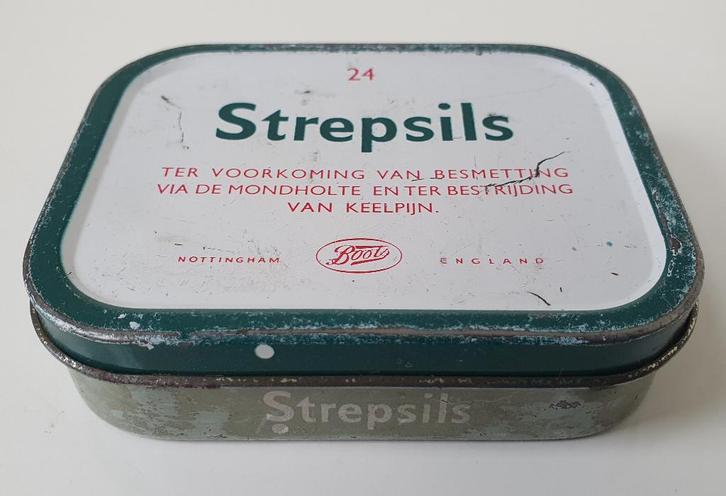 24
Strepsils
TER VOORKOMING VAN BESMETTING
VIA DE MONDHOLTE EN TER BESTRIJDING
VAN KEELPIJN.
NOTTINGHAM Boots ENGLAND
Strepsils